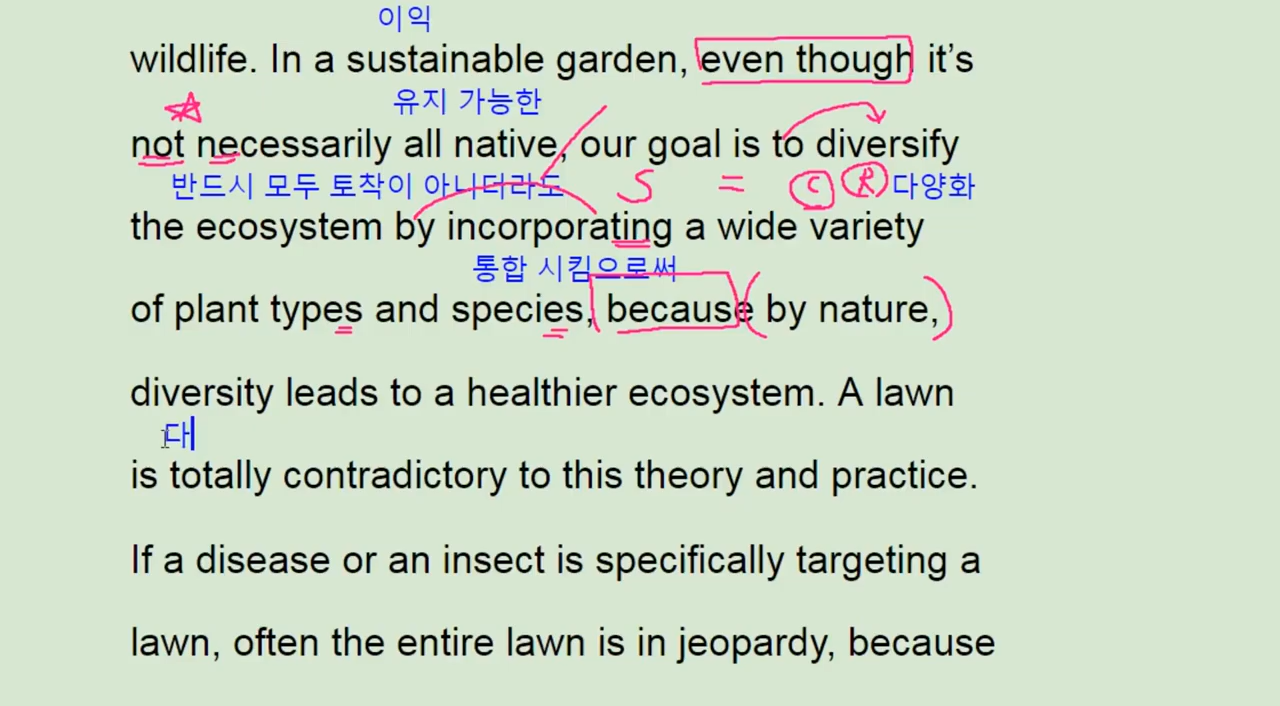 이익
wildlife. In a sustainable garden, even though it’s
유지 가능한
not necessarily all native, our goal is to diversify
반드시 모두 토착이 아니더라도 S = C R 다양화
the ecosystem by incorporating a wide variety
통합 시킴으로써
of plant types and species, because by nature,
diversity leads to a healthier ecosystem. A lawn
다
is totally contradictory to this theory and practice.
If a disease or an insect is specifically targeting a
lawn, often the entire lawn is in jeopardy, because